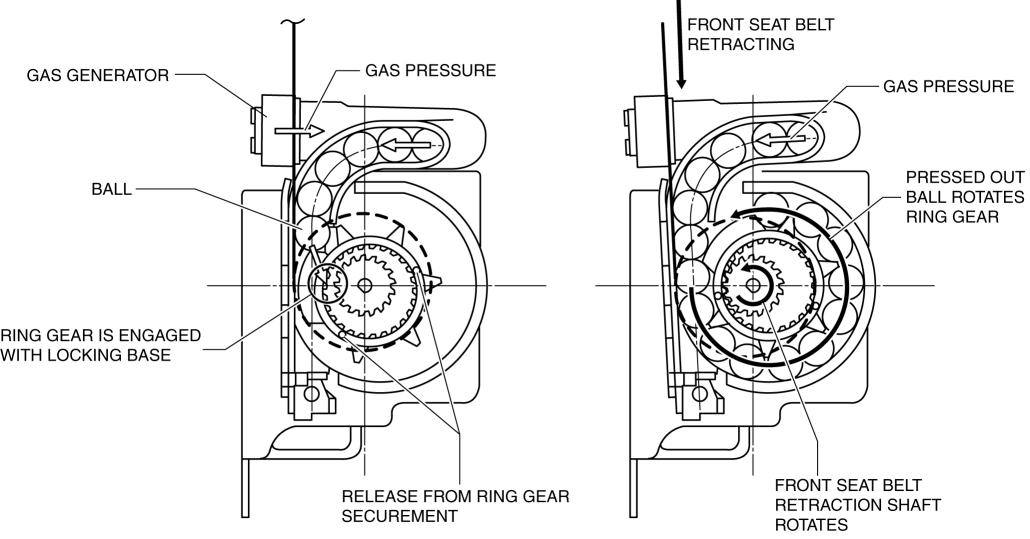 GAS GENERATOR
GAS PRESSURE
BALL
RING GEAR IS ENGAGED
WITH LOCKING BASE
RELEASE FROM RING GEAR
SECUREMENT
FRONT SEAT BELT
RETRACTING
GAS PRESSURE
PRESSED OUT
BALL ROTATES
RING GEAR
FRONT SEAT BELT
RETRACTION SHAFT
ROTATES